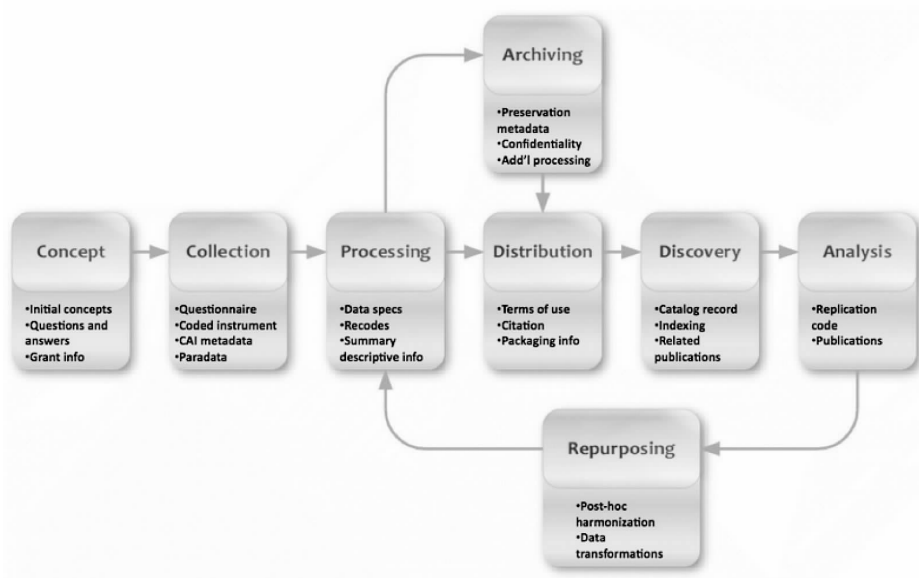 Archiving
•Preservation
metadata
•Confidentiality
•Add'l processing
Concept
•Initial concepts
•Questions and
answers
•Grant info
Collection
•Questionnaire
•Coded instrument
•CAI metadata
•Paradata
Processing
•Data specs
•Recodes
•Summary
descriptive info
Distribution
•Terms of use
•Citation
•Packaging info
Discovery
•Catalog record
•Indexing
•Related
publications
Analysis
•Replication
code
•Publications
Repurposing
•Post-hoc
harmonization
•Data
transformations